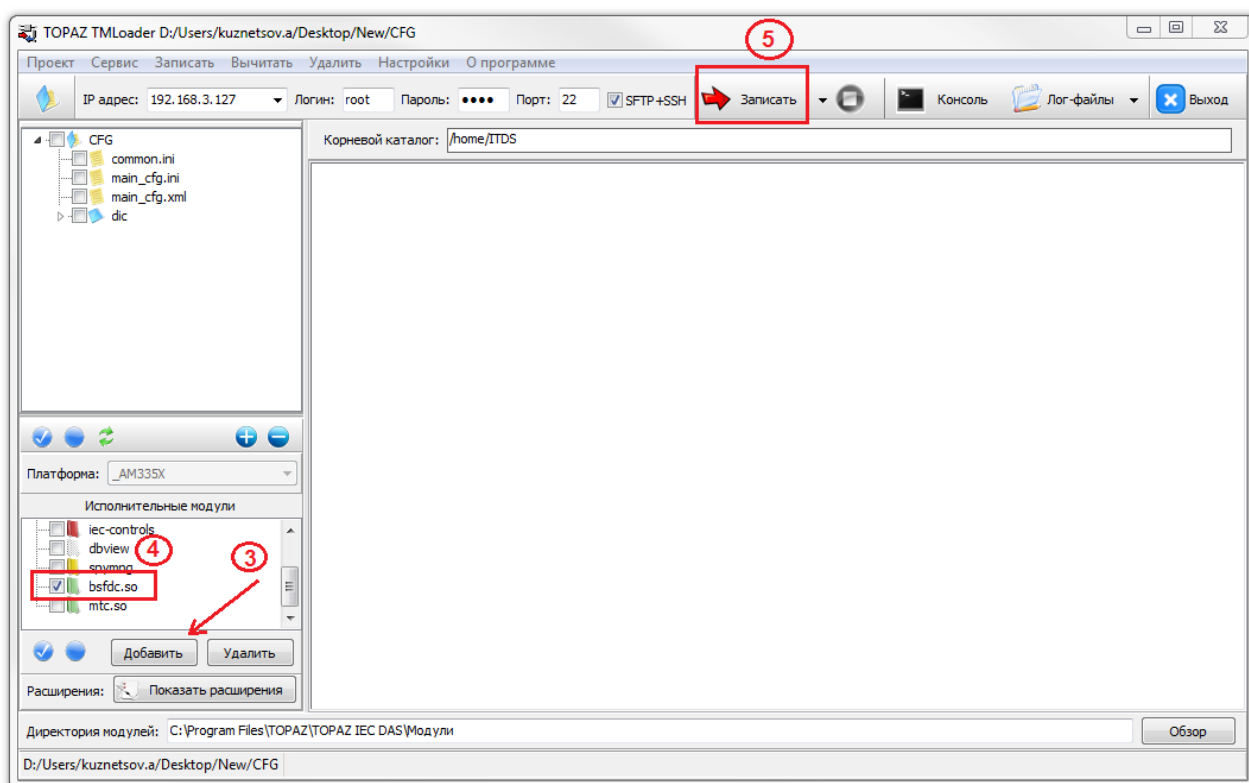 TOPAZ TMLoader D:/Users/kuznetsov.a/Desktop/New/CFG
5
Проект Сервис Записать Вычитать Удалить Настройки О программе
IP адрес: 192.168.3.127 Логин: root Пароль: •••• Порт: 22 SFTP+SSH Записать Консоль Лог-файлы Выход
CFG
common.ini
main_cfg.ini
main_cfg.xml
dic
Корневой каталог: /home/ITDS
Платформа: _AM335X
Исполнительные модули
iec-controls
dbview
4
3
spymng
bsfdc.so
mtc.so
Добавить Удалить
Расширения: Показать расширения
Директория модулей: C:\Program Files\TOPAZ\TOPAZ IEC DAS\Модули Обзор
D:/Users/kuznetsov.a/Desktop/New/CFG